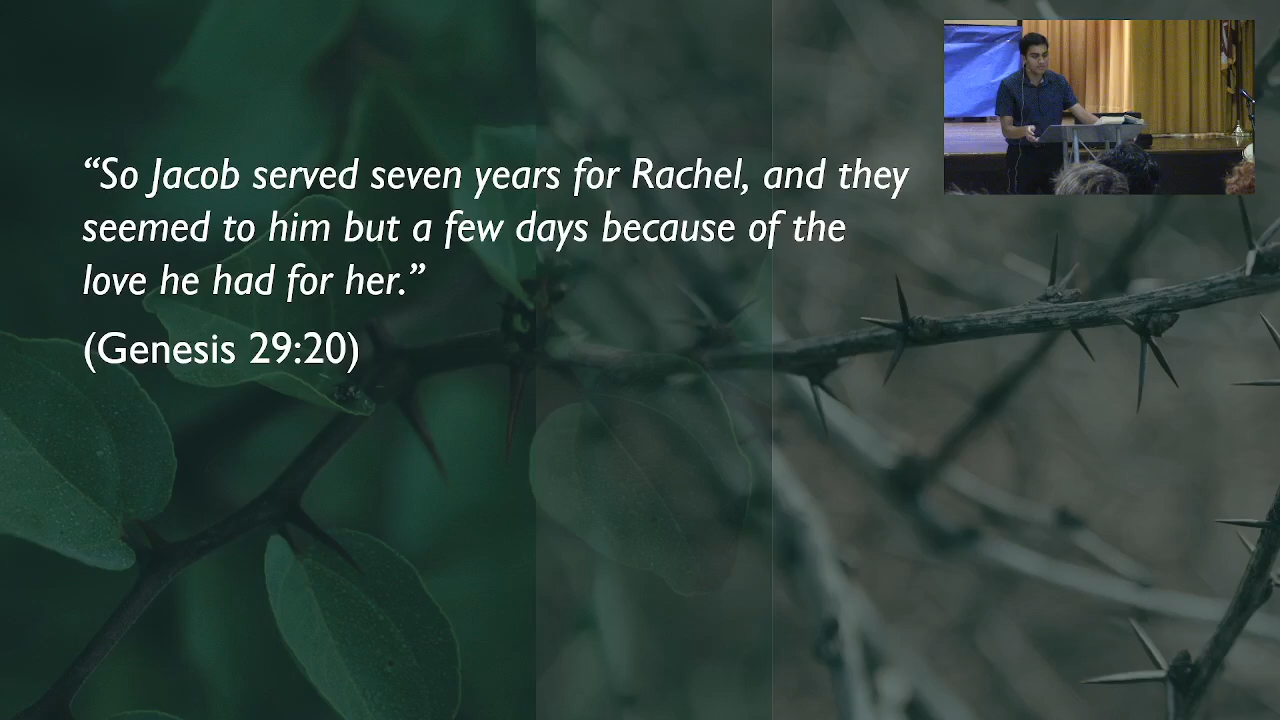 “So Jacob served seven years for Rachel, and they
seemed to him but a few days because of the
love he had for her.”
(Genesis 29:20)